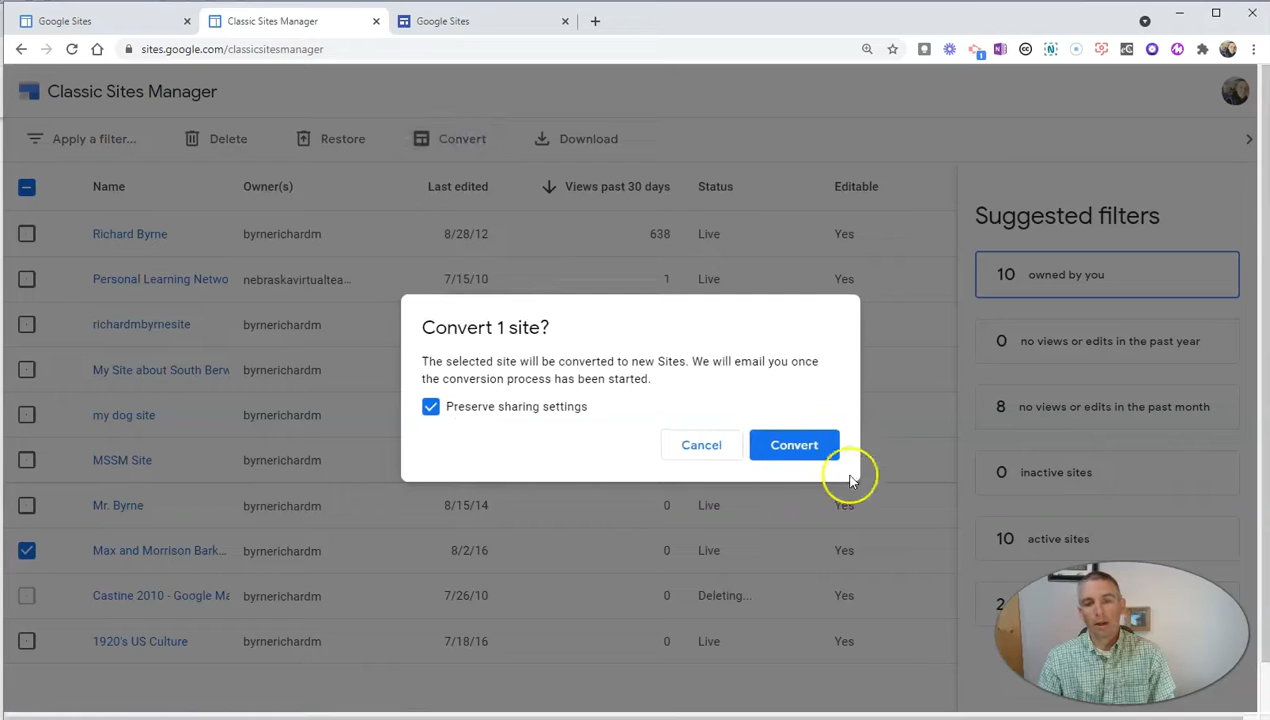 Google Sites
Classic Sites Manager
Google Sites
sites.google.com/classicsitesmanager
1
Classic Sites Manager
Apply a filter...
Delete
Restore
Convert
Download
Name
Owner(s)
Last edited
Views past 30 days
Status
Editable
Richard Byrne
byrnerichardm
8/28/12
638
Live
Yes
Personal Learning Netwo
nebraskavirtualtea...
7/15/10
1
Live
Yes
richardmbyrnesite
byrnerichardm
My Site about South Berw
byrnerichardm
my dog site
byrnerichardm
MSSM Site
byrnerichardm
Mr. Byrne
byrnerichardm
8/15/14
0
Live
Yes
Max and Morrison Bark...
byrnerichardm
8/2/16
0
Live
Yes
Castine 2010 - Google Ma
byrnerichardm
7/26/10
0
Deleting...
Yes
1920's US Culture
byrnerichardm
7/18/16
0
Live
Yes
Convert 1 site?
The selected site will be converted to new Sites. We will email you once
the conversion process has been started.
Preserve sharing settings
Cancel
Convert
Suggested filters
10 owned by you
0 no views or edits in the past year
8 no views or edits in the past month
0 inactive sites
10 active sites
2